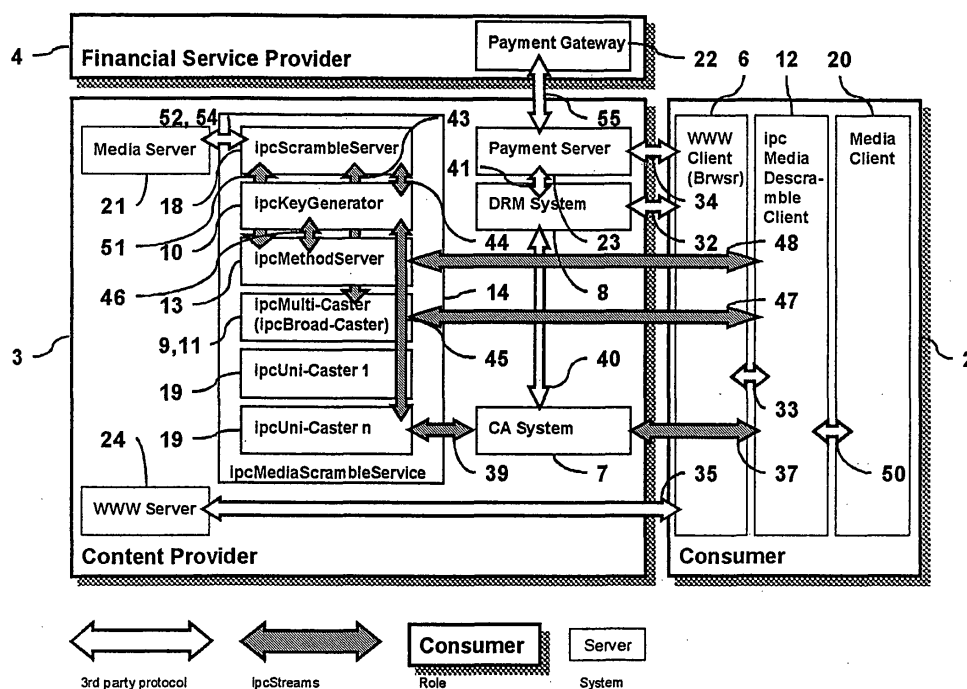 4
Financial Service Provider
Payment Gateway
22
6
12
20
52, 54
43
55
Media Server
ipcScrambleServer
Payment Server
WWW
Client
(Brwsr)
ipc
Media
Descra-
mble
Client
Media
Client
41
21
18
ipcKeyGenerator
DRM System
34
51
10
44
23
32
48
46
ipcMethodServer
13
14
8
47
ipcMulti-Caster
(ipcBroad-Caster)
3
9,11
45
40
2
ipcUni-Caster 1
19
33
24
19
ipcUni-Caster n
CA System
ipcMediaScrambleService
39
7
35
37
50
WWW Server
Content Provider
Consumer
Consumer
Server
3rd party protocol
ipcStreams
Role
System